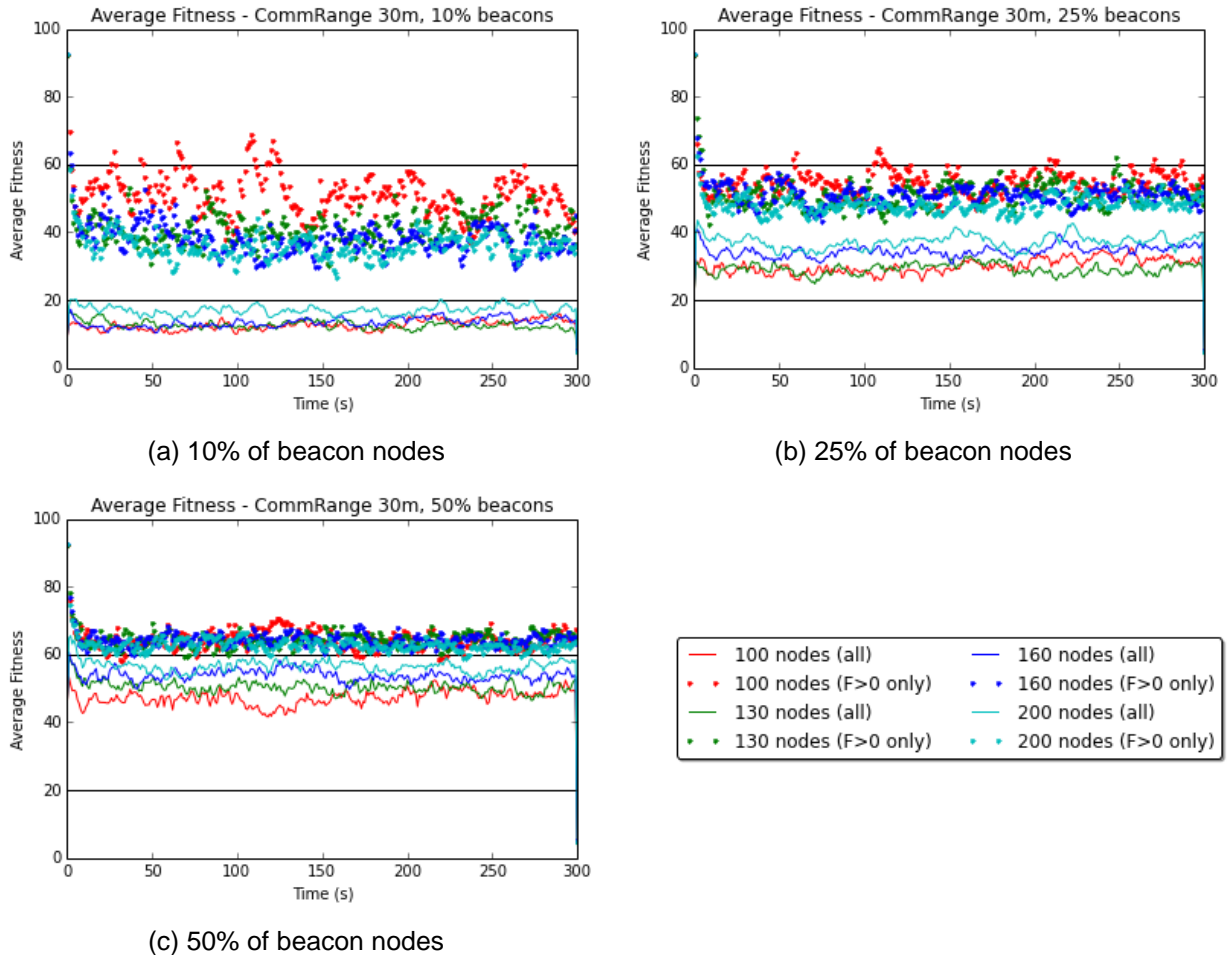 Average Fitness - CommRange 30m, 10% beacons
100
80
60
40
20
0
Average Fitness
0 50 100 150 200 250 300
Time (s)
(a) 10% of beacon nodes
Average Fitness - CommRange 30m, 25% beacons
100
80
60
40
20
0
Average Fitness
0 50 100 150 200 250 300
Time (s)
(b) 25% of beacon nodes
Average Fitness - CommRange 30m, 50% beacons
100
80
60
40
20
0
Average Fitness
0 50 100 150 200 250 300
Time (s)
(c) 50% of beacon nodes
100 nodes (all)
100 nodes (F>0 only)
130 nodes (all)
130 nodes (F>0 only)
160 nodes (all)
160 nodes (F>0 only)
200 nodes (all)
200 nodes (F>0 only)